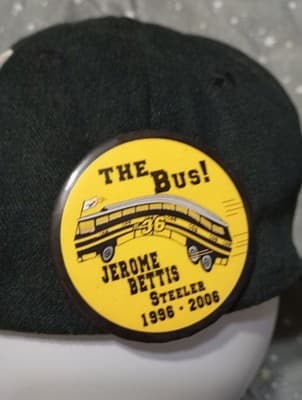 THE BUS!
36
JEROME
BETTIS
STEELER
1996 - 2006